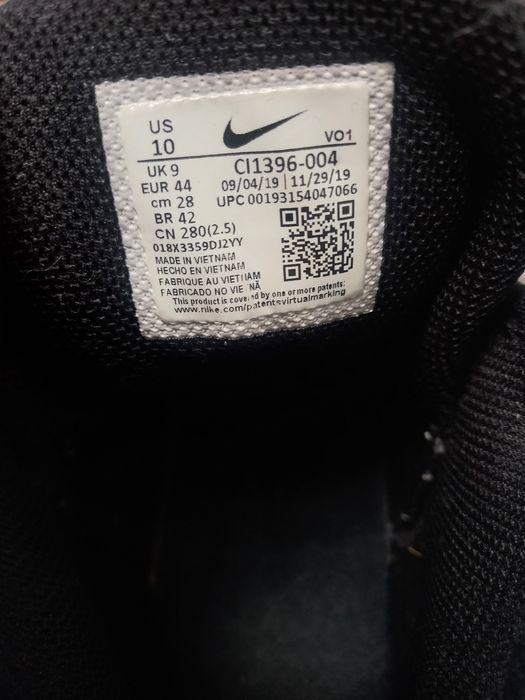 US
10
VO1
UK 9
CI1396-004
EUR 44
09/04/19 | 11/29/19
cm 28
UPC 00193154047066
BR 42
CN 280(2.5)
018X3359DJ2YY
MADE IN VIETNAM
HECHO EN VIETNAM
FABRIQUE AU VIETNAM
FABRICADO NO VIETNÃ
This product is covered by one or more patents:
www.nike.com/patentsvirtualmarking